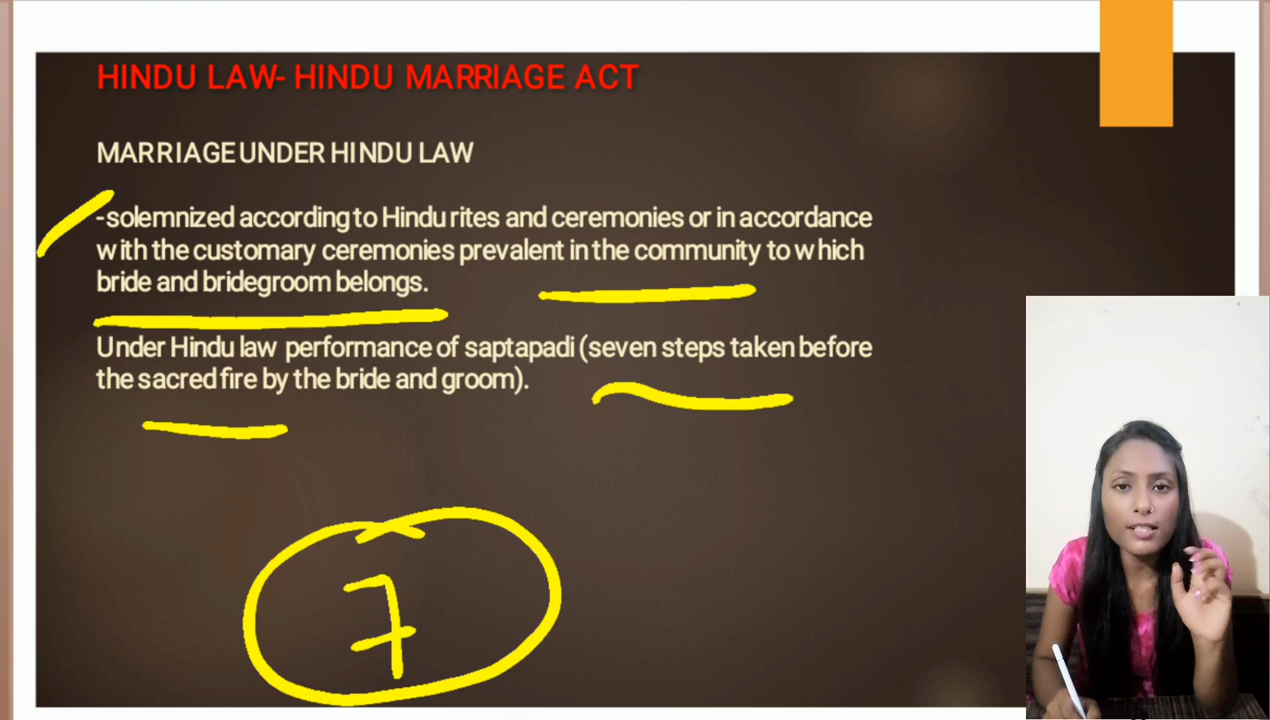 HINDU LAW- HINDU MARRIAGE ACT
MARRIAGE UNDER HINDU LAW
-solemnized according to Hindu rites and ceremonies or in accordance
with the customary ceremonies prevalent in the community to which
bride and bridegroom belongs.
Under Hindu law performance of saptapadi (seven steps taken before
the sacred fire by the bride and groom).
7